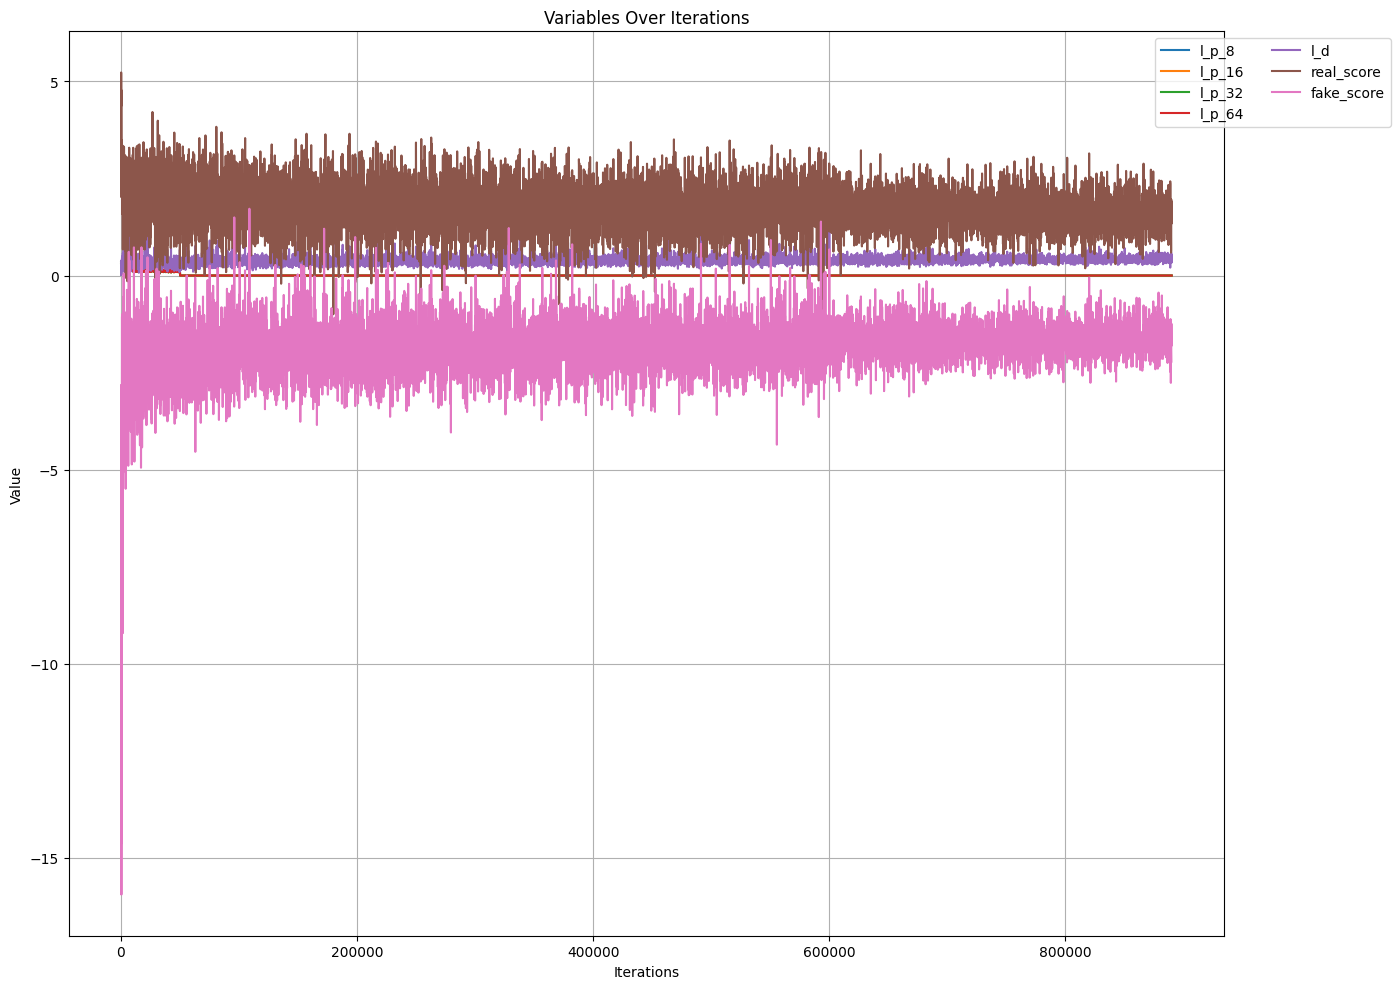 Variables Over Iterations
l_p_8
l_p_16
l_p_32
l_p_64
l_d
real_score
fake_score
Value
5
0
−5
−10
−15
0
200000
400000
600000
800000
Iterations